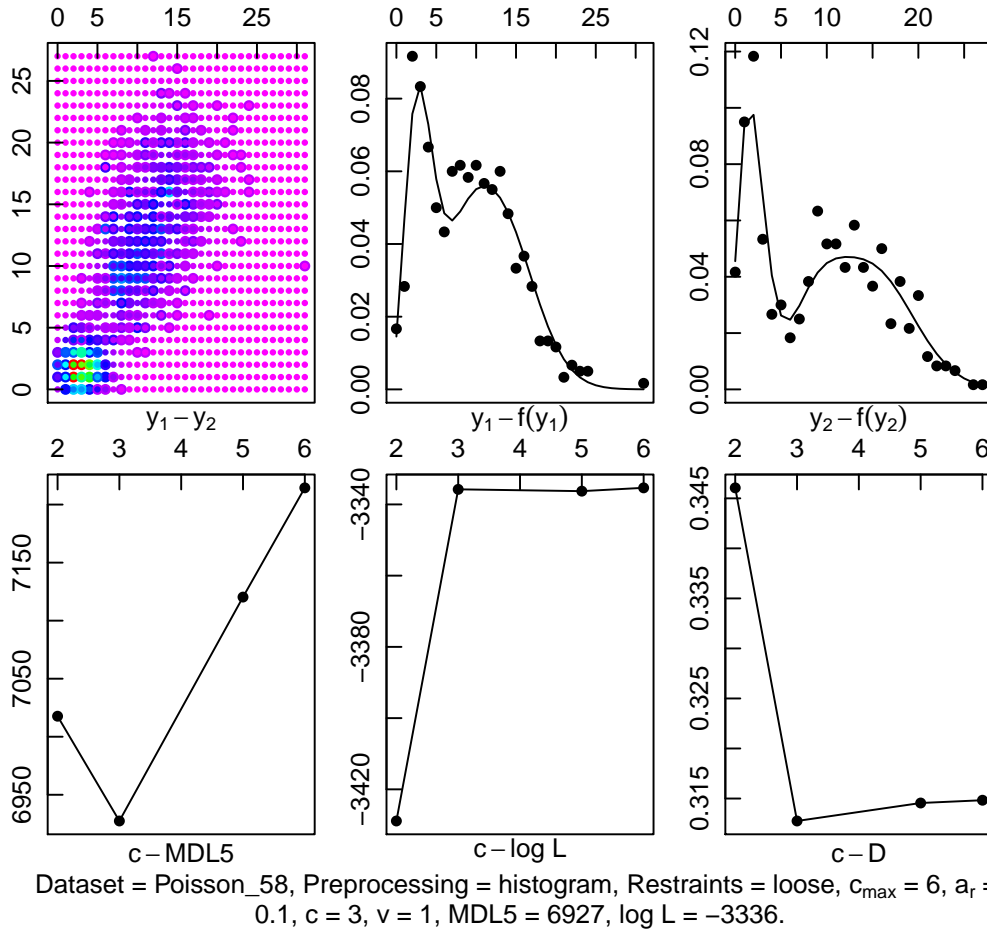 0 5 15 25
0 5 10 15 20 25
y1 − y2
0 5 15 25
0.00 0.02 0.04 0.06 0.08
y1 − f(y1)
0 5 10 20
0.00 0.04 0.08 0.12
y2 − f(y2)
2 3 4 5 6
6950 7050 7150
c − MDL5
2 3 4 5 6
−3420 −3380 −3340
c − log L
2 3 4 5 6
0.315 0.325 0.335 0.345
c − D
Dataset = Poisson_58, Preprocessing = histogram, Restraints = loose, cmax = 6, ar =
0.1, c = 3, v = 1, MDL5 = 6927, log L = −3336.